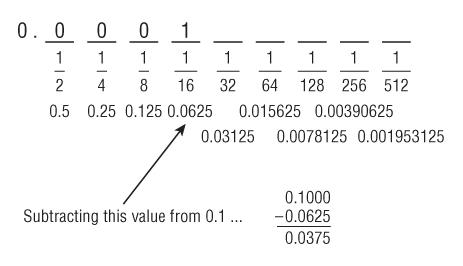 0. 0 0 0 1
1 1 1 1 1 1 1 1 1
2 4 8 16 32 64 128 256 512
0.5 0.25 0.125 0.0625 0.015625 0.00390625
0.03125 0.0078125 0.001953125
0.1000
Subtracting this value from 0.1 ... −0.0625
0.0375